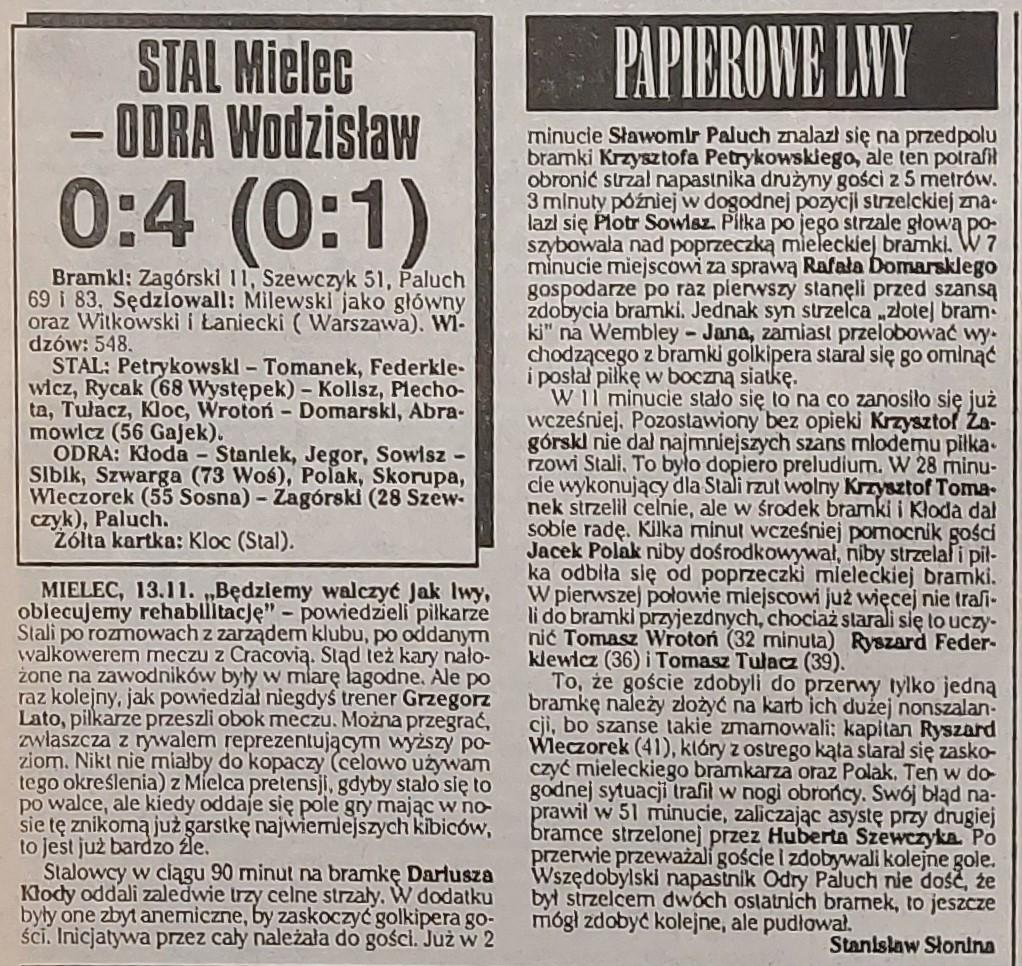 STAL Mielec
– ODRA Wodzisław
0:4 (0:1)
Bramki: Zagórski 11, Szewczyk 51, Paluch
69 i 83. Sędziowali: Milewski jako główny
oraz Witkowski i Łaniecki ( Warszawa). Wi-
dzów: 548.
STAL: Petrykowski – Tomanek, Federkie-
wicz, Rycak (68 Występek) – Kolisz, Piecho-
ta, Tułacz, Kloc, Wrotoń – Domarski, Abra-
mowicz (56 Gajek).
ODRA: Kłoda – Staniek, Jegor, Sowisz –
Sibik, Szwarga (73 Woś), Polak, Skorupa,
Wieczorek (55 Sosna) – Zagórski (28 Szew-
czyk), Paluch.
Żółta kartka: Kloc (Stal).
MIELEC, 13.11. „Będziemy walczyć jak lwy,
obiecujemy rehabilitację” – powiedzieli piłkarze
Stali po rozmowach z zarządem klubu, po oddanym
walkowerem meczu z Cracovią. Stąd też kary nało-
żone na zawodników były w miarę łagodne. Ale po
raz kolejny, jak powiedział niegdyś trener Grzegorz
Lato, piłkarze przeszli obok meczu. Można przegrać,
zwłaszcza z rywalem reprezentującym wyższy po-
ziom. Nikt nie miałby do kopaczy (celowo używam
tego określenia) z Mielca pretensji, gdyby stało się to
po walce, ale kiedy oddaje się pole gry mając w no-
sie tę znikomą już garstkę najwierniejszych kibiców,
to jest już bardzo źle.
Stalowcy w ciągu 90 minut na bramkę Dariusza
Kłody oddali zaledwie trzy celne strzały. W dodatku
były one zbyt anemiczne, by zaskoczyć golkipera go-
ści. Inicjatywa przez cały należała do gości. Już w 2
PAPIEROWE LWY
minucie Sławomir Paluch znalazł się na przedpolu
bramki Krzysztofa Petrykowskiego, ale ten potrafił
obronić strzał napastnika drużyny gości z 5 metrów.
3 minuty później w dogodnej pozycji strzelckiej zna-
lazł się Piotr Sowisz. Piłka po jego strzale głową po-
szybowała nad poprzeczką mieleckiej bramki. W 7
minucie miejscowi za sprawą Rafała Domarskiego
gospodarze po raz pierwszy stanęli przed szansą
zdobycia bramki. Jednak syn strzelca „złotej bram-
ki” na Wembley – Jana, zamiast przelobować wy-
chodzącego z bramki golkipera starał się go ominąć
i posłał piłkę w boczną siatkę.
W 11 minucie stało się to na co zanosiło się już
wcześniej. Pozostawiony bez opieki Krzysztof Za-
górski nie dał najmniejszych szans młodemu piłka-
rzowi Stali. To było dopiero preludium. W 28 minu-
cie wykonujący dla Stali rzut wolny Krzysztof Toma-
nek strzelił celnie, ale w środek bramki i Kłoda dał
sobie radę. Kilka minut wcześniej pomocnik gości
Jacek Polak niby dośrodkowywał, niby strzelał i pił-
ka odbiła się od poprzeczki mieleckiej bramki.
W pierwszej połowie miejscowi już więcej nie trafi-
li do bramki przyjezdnych, chociaż starali się to uczy-
nić Tomasz Wrotoń (32 minuta) Ryszard Feder-
kiewicz (36) i Tomasz Tułacz (39).
To, że goście zdobyli do przerwy tylko jedną
bramkę należy złożyć na karb ich dużej nonszalan-
cji, bo szanse takie zmarnowali: kapitan Ryszard
Wieczorek (41), który z ostrego kąta starał się zasko-
czyć mieleckiego bramkarza oraz Polak. Ten w do-
godnej sytuacji trafił w nogi obrońcy. Swój błąd na-
prawił w 51 minucie, zaliczając asystę przy drugiej
bramce strzelonej przez Huberta Szewczyka. Po
przerwie przeważali goście i zdobywali kolejne gole.
Wszędobylski napastnik Odry Paluch nie dość, że
był strzelcem dwóch ostatnich bramek, to jeszcze
mógł zdobyć kolejne, ale pudłował.
Stanisław Słonina